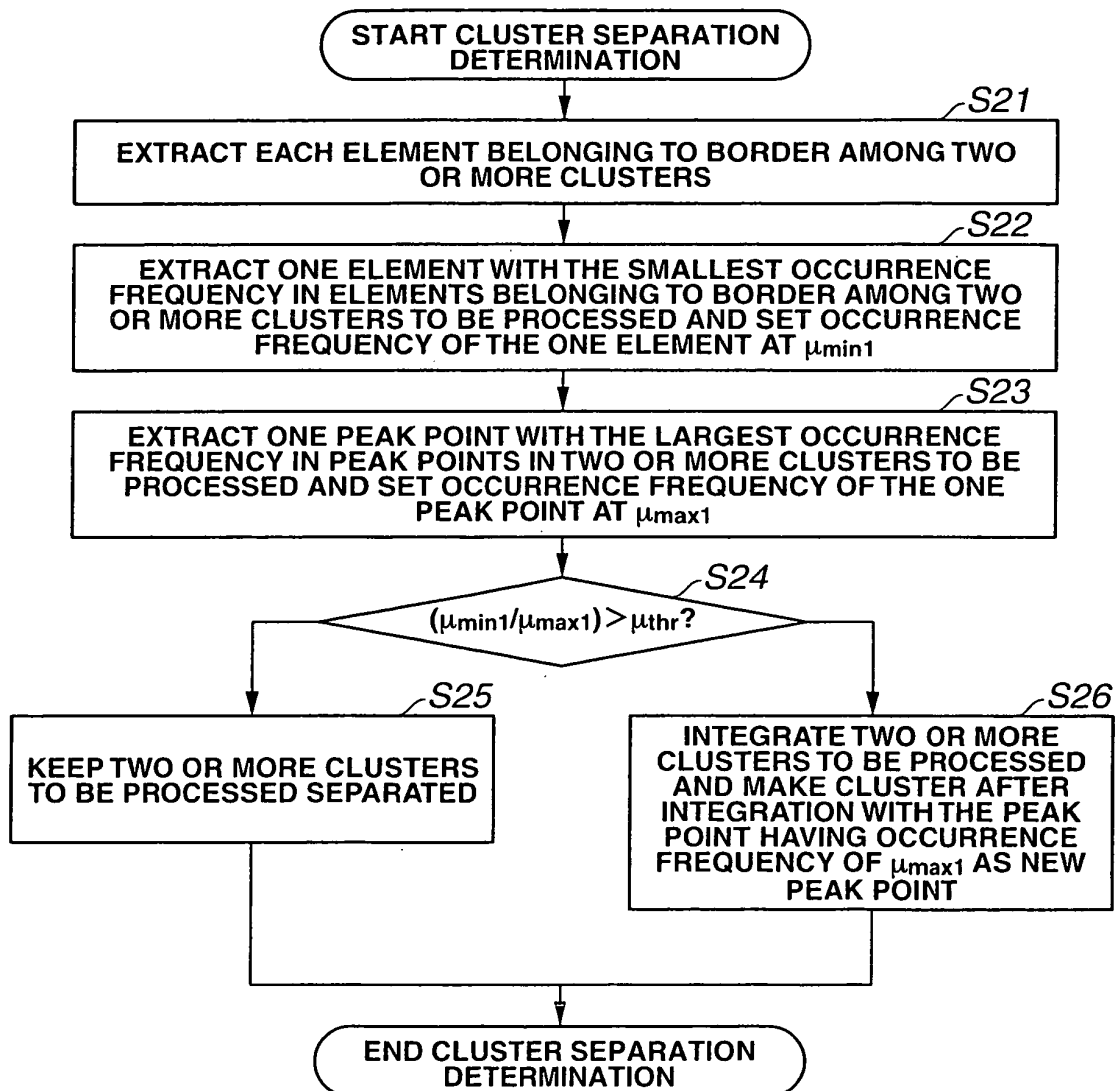 START CLUSTER SEPARATION
DETERMINATION
S21
EXTRACT EACH ELEMENT BELONGING TO BORDER AMONG TWO
OR MORE CLUSTERS
S22
EXTRACT ONE ELEMENT WITH THE SMALLEST OCCURRENCE
FREQUENCY IN ELEMENTS BELONGING TO BORDER AMONG TWO
OR MORE CLUSTERS TO BE PROCESSED AND SET OCCURRENCE
FREQUENCY OF THE ONE ELEMENT AT μmin1
S23
EXTRACT ONE PEAK POINT WITH THE LARGEST OCCURRENCE
FREQUENCY IN PEAK POINTS IN TWO OR MORE CLUSTERS TO BE
PROCESSED AND SET OCCURRENCE FREQUENCY OF THE ONE
PEAK POINT AT μmax1
S24
(μmin1/μmax1)>μthr?
S25
KEEP TWO OR MORE CLUSTERS
TO BE PROCESSED SEPARATED
S26
INTEGRATE TWO OR MORE
CLUSTERS TO BE PROCESSED
AND MAKE CLUSTER AFTER
INTEGRATION WITH THE PEAK
POINT HAVING OCCURRENCE
FREQUENCY OF μmax1 AS NEW
PEAK POINT
END CLUSTER SEPARATION
DETERMINATION